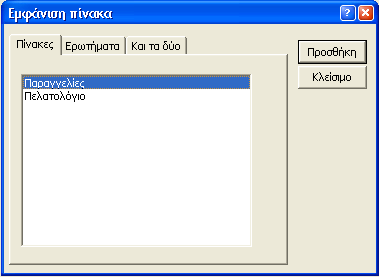 Εμφάνιση πίνακα
Πίνακες Ερωτήματα Και τα δύο
Προσθήκη
Κλείσιμο
Παραγγελίες
Πελατολόγιο